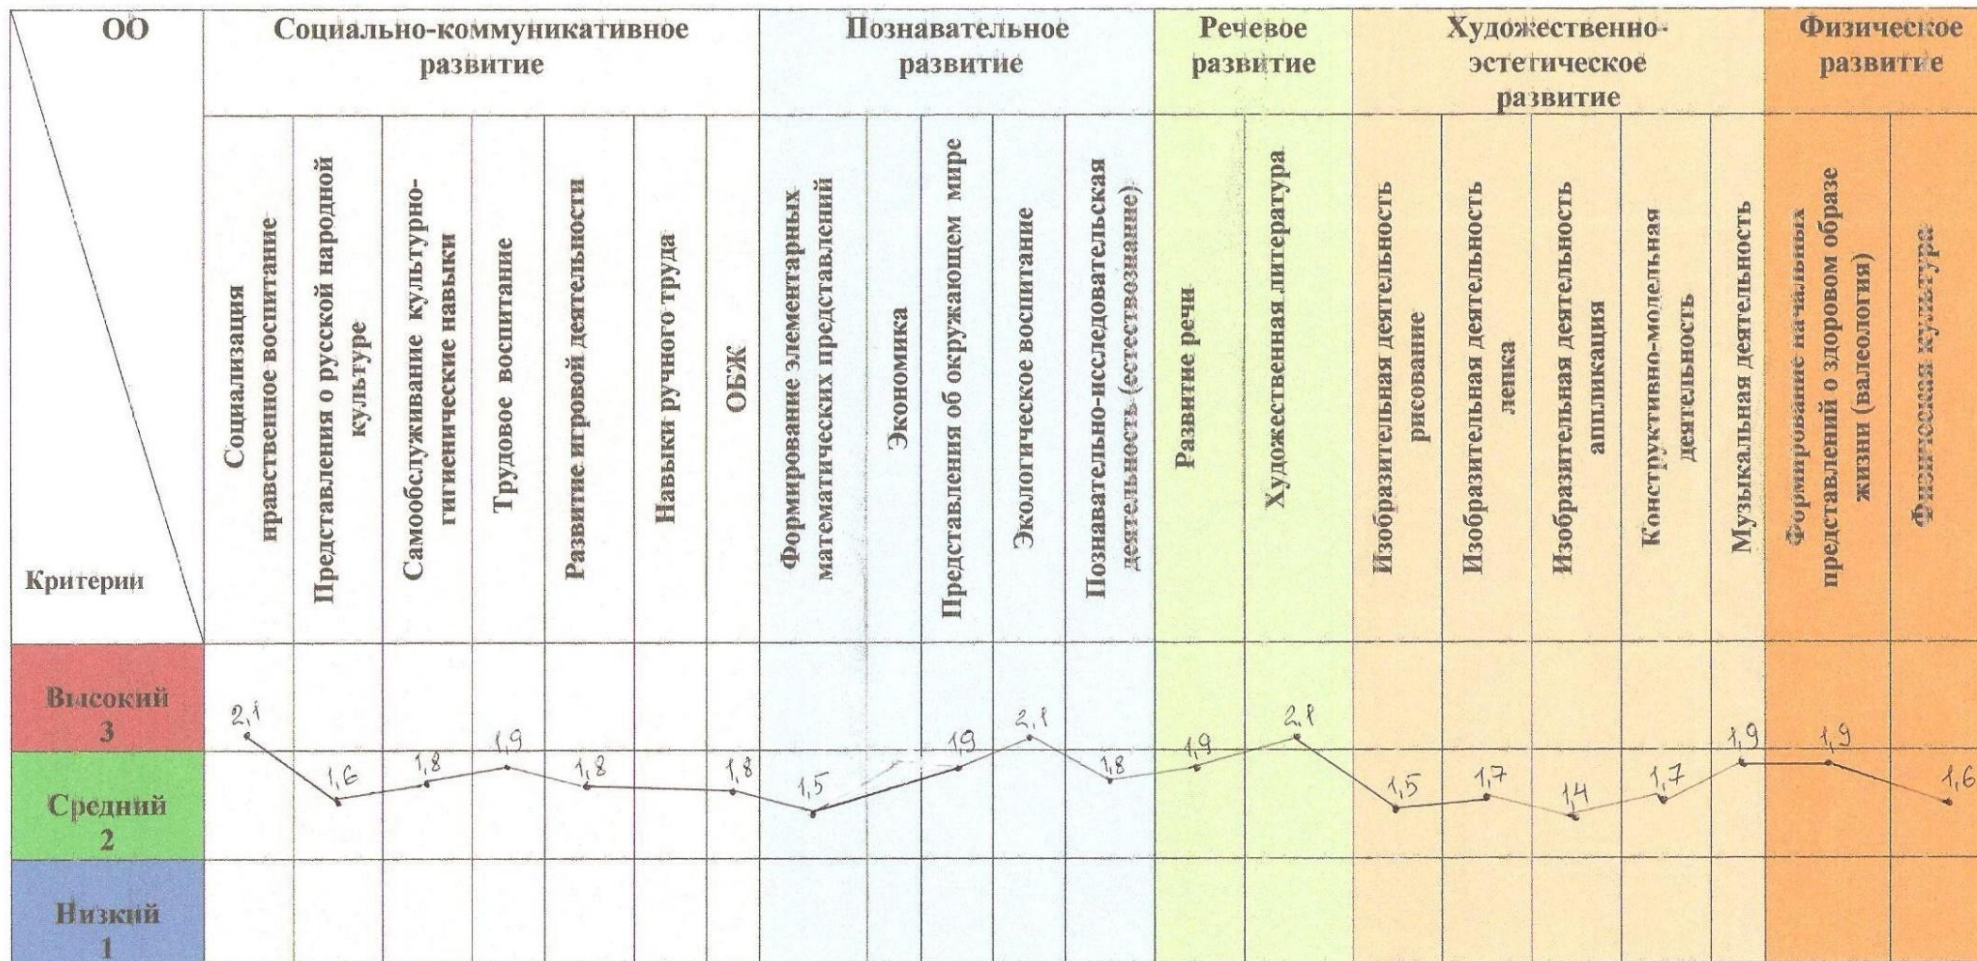 ОО
Социально-коммуникативное
развитие
Познавательное
развитие
Речевое
развитие
Художественно-
эстетическое
развитие
Физическое
развитие
Критерии
Социализация
нравственное воспитание
Представления о русской народной
культуре
Самообслуживание культурно-
гигиенические навыки
Трудовое воспитание
Развитие игровой деятельности
Навыки ручного труда
ОБЖ
Формирование элементарных
математических представлений
Экономика
Представления об окружающем мире
Экологическое воспитание
Познавательно-исследовательская
деятельность (естествознание)
Развитие речи
Художественная литература
Изобразительная деятельность
рисование
Изобразительная деятельность
лепка
Изобразительная деятельность
аппликация
Конструктивно-модельная
деятельность
Музыкальная деятельность
Формирование начальных
представлений о здоровом образе
жизни (валеология)
Физическая культура
Высокий
3
Средний
2
Низкий
1
2,1
1,6
1,8
1,9
1,8
1,8
1,5
1,9
2,1
1,8
1,9
2,1
1,5
1,7
1,4
1,7
1,9
1,9
1,6